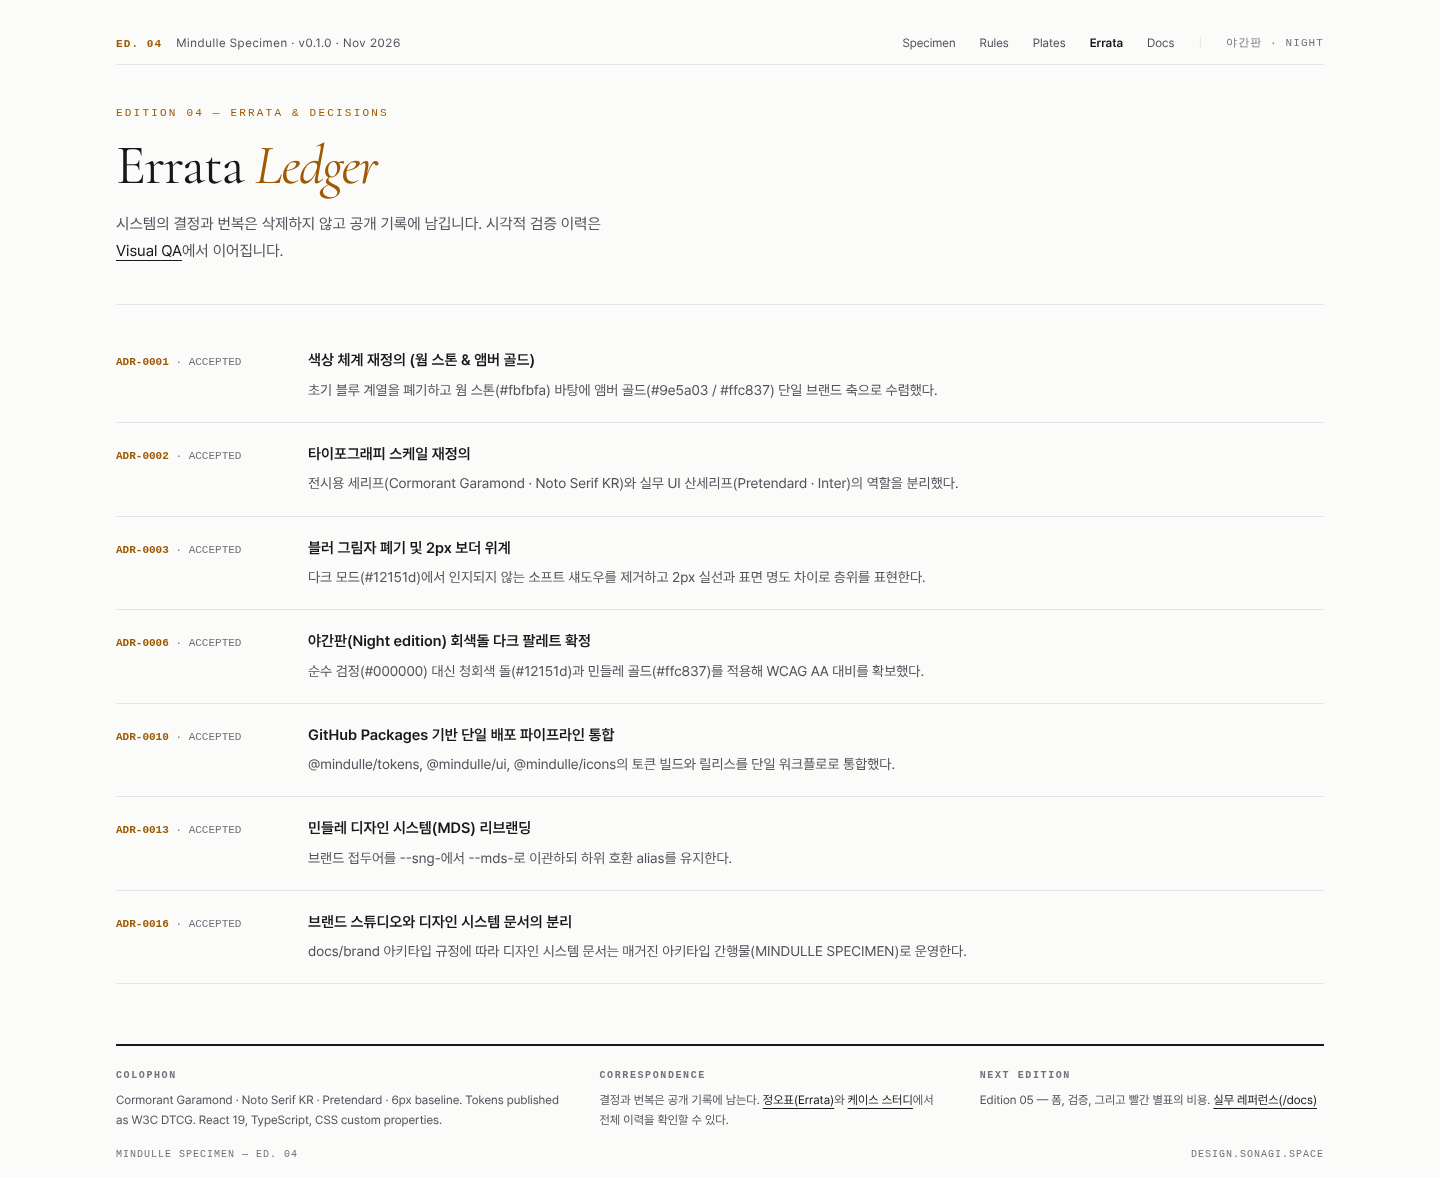 ED. 04 Mindulle Specimen · v0.1.0 · Nov 2026
Specimen Rules Plates Errata Docs 야간판 · NIGHT
EDITION 04 — ERRATA & DECISIONS
Errata Ledger
시스템의 결정과 번복은 삭제하지 않고 공개 기록에 남깁니다. 시각적 검증 이력은
Visual QA에서 이어집니다.
ADR-0001 · ACCEPTED
색상 체계 재정의 (웜 스톤 & 앰버 골드)
초기 블루 계열을 폐기하고 웜 스톤(#fbfbfa) 바탕에 앰버 골드(#9e5a03 / #ffc837) 단일 브랜드 축으로 수렴했다.
ADR-0002 · ACCEPTED
타이포그래피 스케일 재정의
전시용 세리프(Cormorant Garamond · Noto Serif KR)와 실무 UI 산세리프(Pretendard · Inter)의 역할을 분리했다.
ADR-0003 · ACCEPTED
블러 그림자 폐기 및 2px 보더 위계
다크 모드(#12151d)에서 인지되지 않는 소프트 섀도우를 제거하고 2px 실선과 표면 명도 차이로 층위를 표현한다.
ADR-0006 · ACCEPTED
야간판(Night edition) 회색돌 다크 팔레트 확정
순수 검정(#000000) 대신 청회색 돌(#12151d)과 민들레 골드(#ffc837)를 적용해 WCAG AA 대비를 확보했다.
ADR-0010 · ACCEPTED
GitHub Packages 기반 단일 배포 파이프라인 통합
@mindulle/tokens, @mindulle/ui, @mindulle/icons의 토큰 빌드와 릴리스를 단일 워크플로로 통합했다.
ADR-0013 · ACCEPTED
민들레 디자인 시스템(MDS) 리브랜딩
브랜드 접두어를 --sng-에서 --mds-로 이관하되 하위 호환 alias를 유지한다.
ADR-0016 · ACCEPTED
브랜드 스튜디오와 디자인 시스템 문서의 분리
docs/brand 아키타입 규정에 따라 디자인 시스템 문서는 매거진 아키타입 간행물(MINDULLE SPECIMEN)로 운영한다.
COLOPHON
Cormorant Garamond · Noto Serif KR · Pretendard · 6px baseline. Tokens published
as W3C DTCG. React 19, TypeScript, CSS custom properties.
CORRESPONDENCE
결정과 번복은 공개 기록에 남는다. 정오표(Errata)와 케이스 스터디에서
전체 이력을 확인할 수 있다.
NEXT EDITION
Edition 05 — 폼, 검증, 그리고 빨간 별표의 비용. 실무 레퍼런스(/docs)
MINDULLE SPECIMEN — ED. 04
DESIGN.SONAGI.SPACE